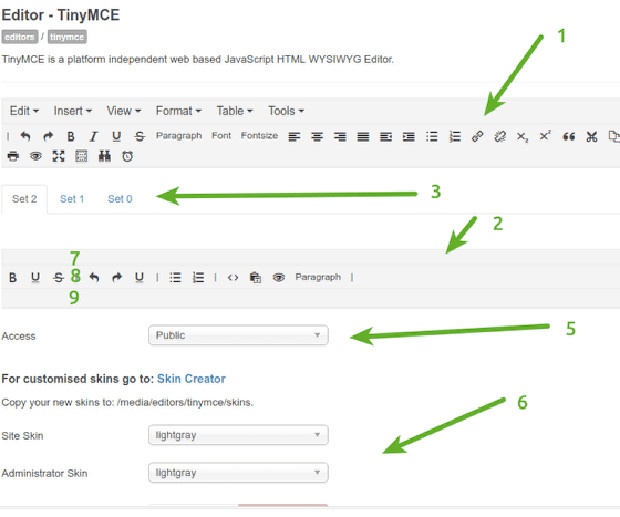 Editor - TinyMCE
editors / tinymce
TinyMCE is a platform independent web based JavaScript HTML WYSIWYG Editor.
1
Edit Insert View Format Table Tools
B I U S Paragraph Font Fontsize
Set 2 Set 1 Set 0
3
2
7
B U S 8 U Paragraph
9
Access Public
5
For customised skins go to: Skin Creator
Copy your new skins to: /media/editors/tinymce/skins.
6
Site Skin lightgray
Administrator Skin lightgray